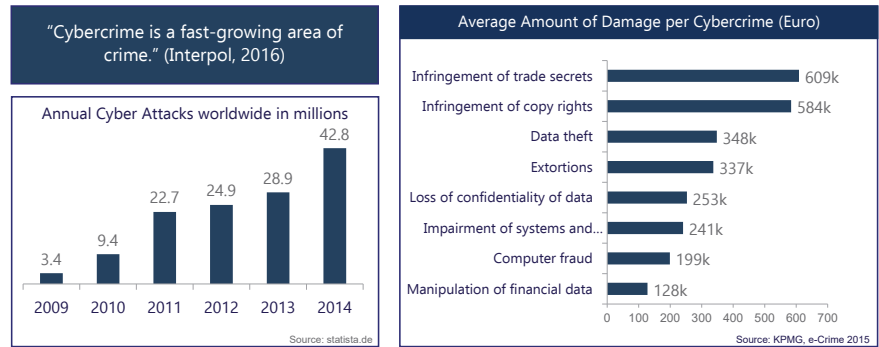 “Cybercrime is a fast-growing area of
crime.” (Interpol, 2016)
Annual Cyber Attacks worldwide in millions
3.4
9.4
22.7
24.9
28.9
42.8
2009 2010 2011 2012 2013 2014
Source: statista.de
Average Amount of Damage per Cybercrime (Euro)
Infringement of trade secrets 609k
Infringement of copy rights 584k
Data theft 348k
Extortions 337k
Loss of confidentiality of data 253k
Impairment of systems and... 241k
Computer fraud 199k
Manipulation of financial data 128k
0 100 200 300 400 500 600 700
Source: KPMG, e-Crime 2015